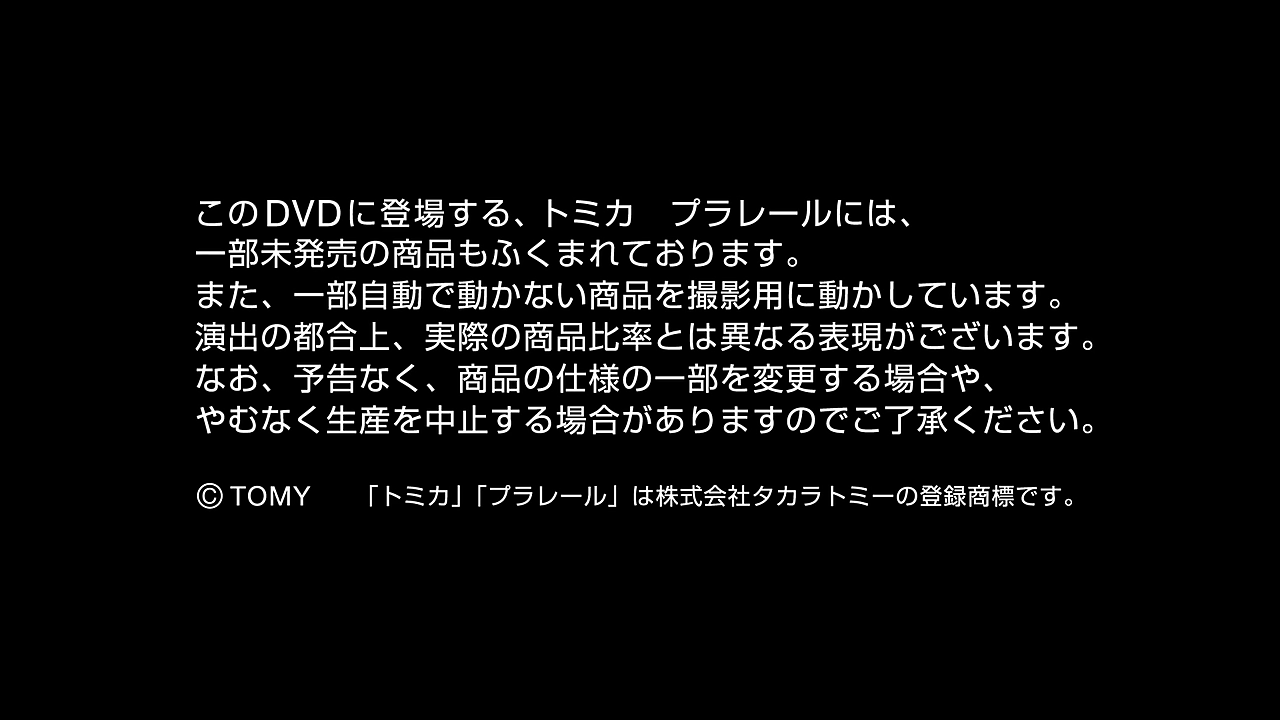 このDVDに登場する、トミカ　プラレールには、
一部未発売の商品もふくまれております。
また、一部自動で動かない商品を撮影用に動かしています。
演出の都合上、実際の商品比率とは異なる表現がございます。
なお、予告なく、商品の仕様の一部を変更する場合や、
やむなく生産を中止する場合がありますのでご了承ください。
© TOMY　「トミカ」「プラレール」は株式会社タカラトミーの登録商標です。